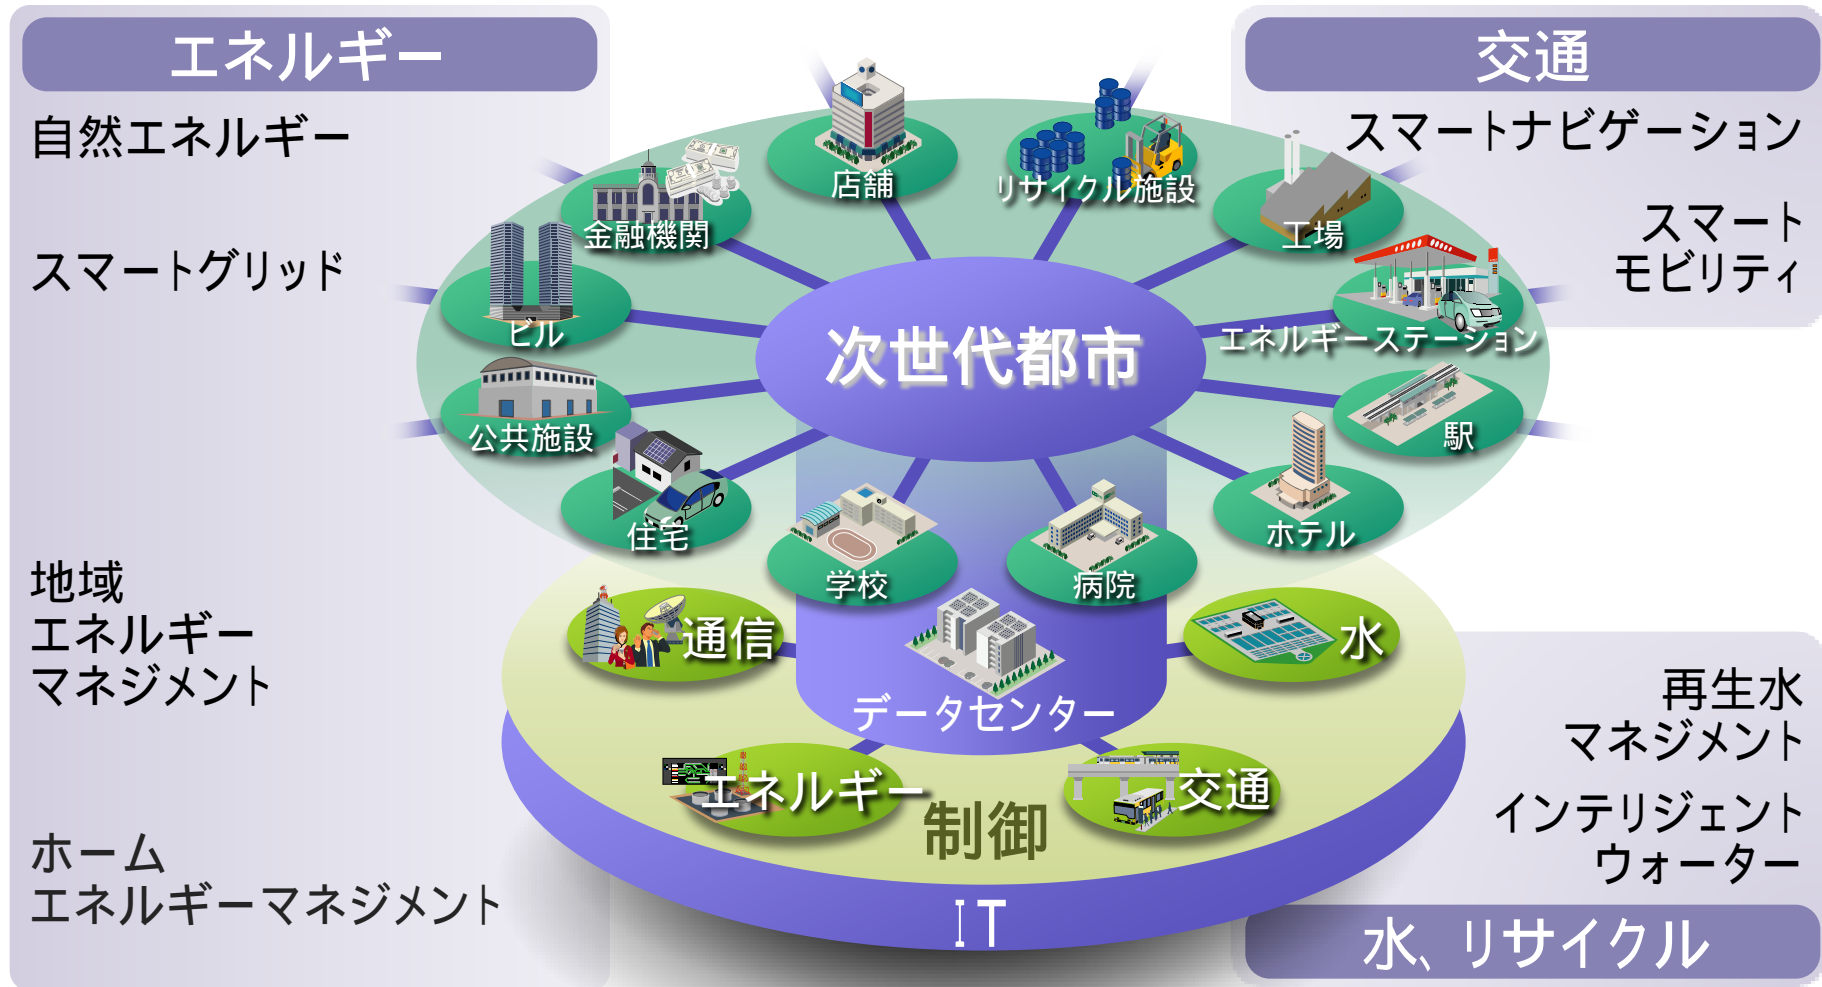 エネルギー
自然エネルギー
スマートグリッド
地域
エネルギー
マネジメント
ホーム
エネルギーマネジメント
店舗
リサイクル施設
金融機関
工場
ビル
エネルギーステーション
次世代都市
公共施設
駅
住宅
ホテル
学校
病院
通信
水
データセンター
エネルギー
交通
制御
IT
交通
スマートナビゲーション
スマート
モビリティ
再生水
マネジメント
インテリジェント
ウォーター
水、リサイクル